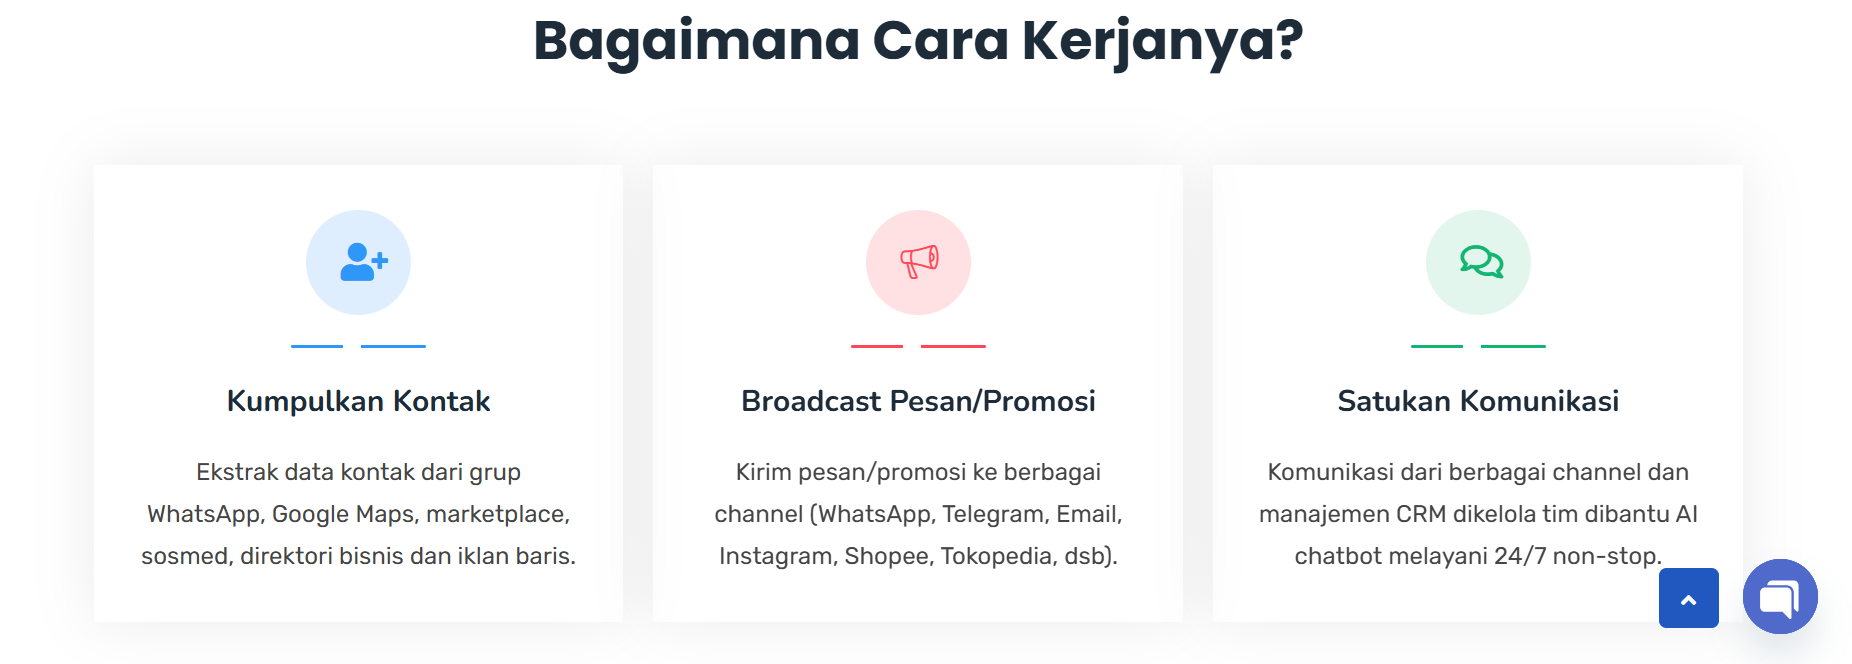 Bagaimana Cara Kerjanya?
Kumpulkan Kontak
Ekstrak data kontak dari grup
WhatsApp, Google Maps, marketplace,
sosmed, direktori bisnis dan iklan baris.
Broadcast Pesan/Promosi
Kirim pesan/promosi ke berbagai
channel (WhatsApp, Telegram, Email,
Instagram, Shopee, Tokopedia, dsb).
Satukan Komunikasi
Komunikasi dari berbagai channel dan
manajemen CRM dikelola tim dibantu AI
chatbot melayani 24/7 non-stop.